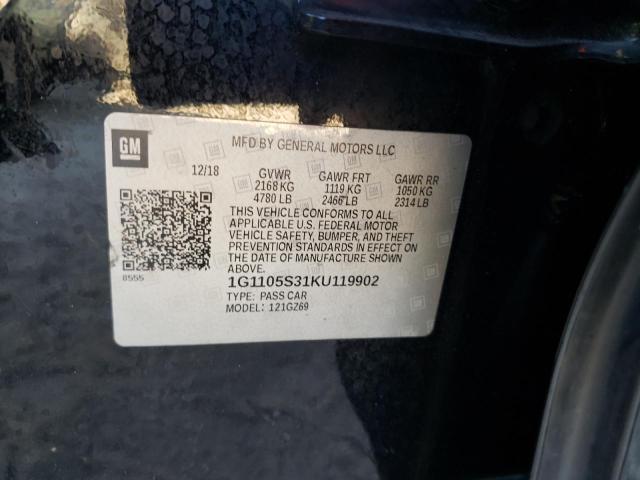 GM
MFD BY GENERAL MOTORS LLC
12/18 GVWR GAWR FRT GAWR RR
2168 KG 1119 KG 1050 KG
4780 LB 2466 LB 2314 LB
THIS VEHICLE CONFORMS TO ALL
APPLICABLE U.S. FEDERAL MOTOR
VEHICLE SAFETY, BUMPER, AND THEFT
PREVENTION STANDARDS IN EFFECT ON
THE DATE OF MANUFACTURE SHOWN
ABOVE.
8555
1G1105S31KU119902
TYPE: PASS CAR
MODEL: 121GZ69